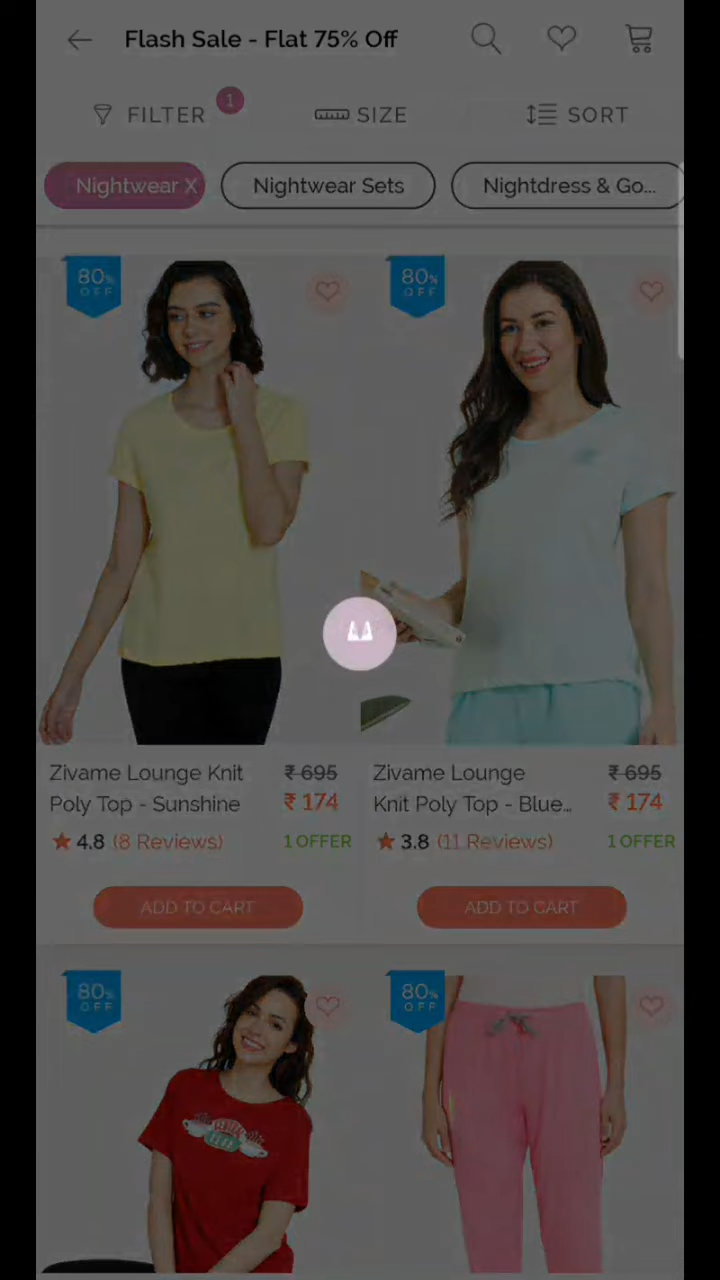 Flash Sale - Flat 75% Off
FILTER 1
SIZE
SORT
Nightwear X
Nightwear Sets
Nightdress & Go...
80% OFF
80% OFF
Zivame Lounge Knit
Poly Top - Sunshine
₹ 695
₹ 174
4.8 (8 Reviews)
1 OFFER
ADD TO CART
Zivame Lounge
Knit Poly Top - Blue...
₹ 695
₹ 174
3.8 (11 Reviews)
1 OFFER
ADD TO CART
80% OFF
80% OFF